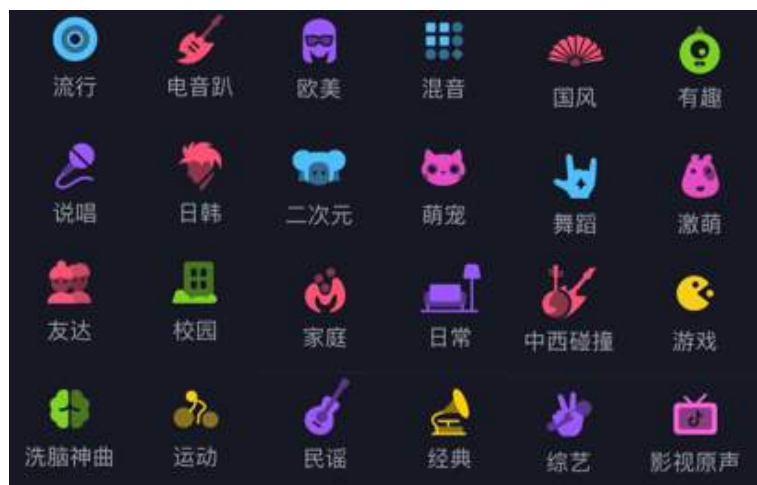 流行 电音趴 欧美 混音 国风 有趣
说唱 日韩 二次元 萌宠 舞蹈 激萌
友达 校园 家庭 日常 中西碰撞 游戏
洗脑神曲 运动 民谣 经典 综艺 影视原声